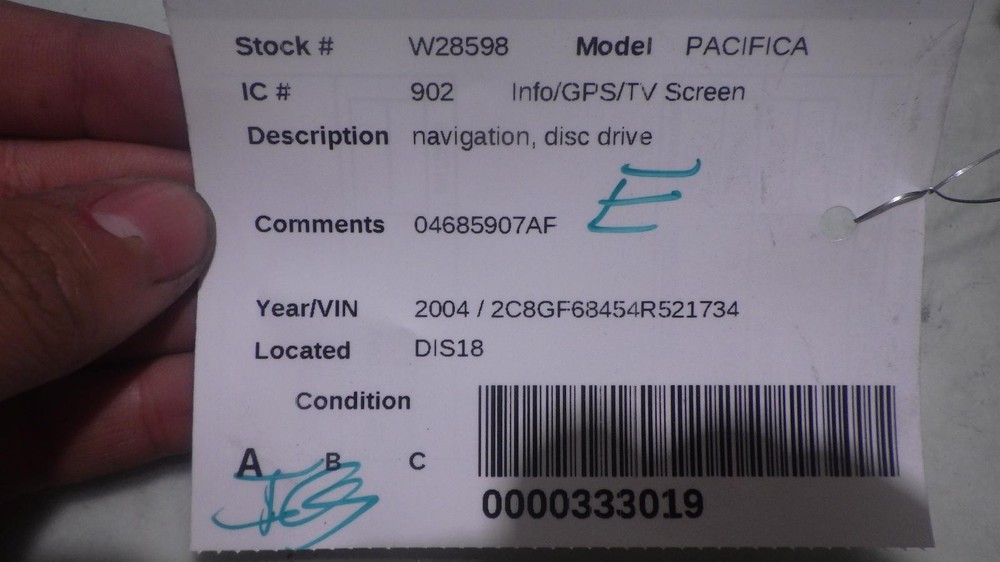 Stock # W28598 Model PACIFICA
IC # 902 Info/GPS/TV Screen
Description navigation, disc drive
E
Comments 04685907AF
Year/VIN 2004 / 2C8GF68454R521734
Located DIS18
Condition
A B C
0000333019